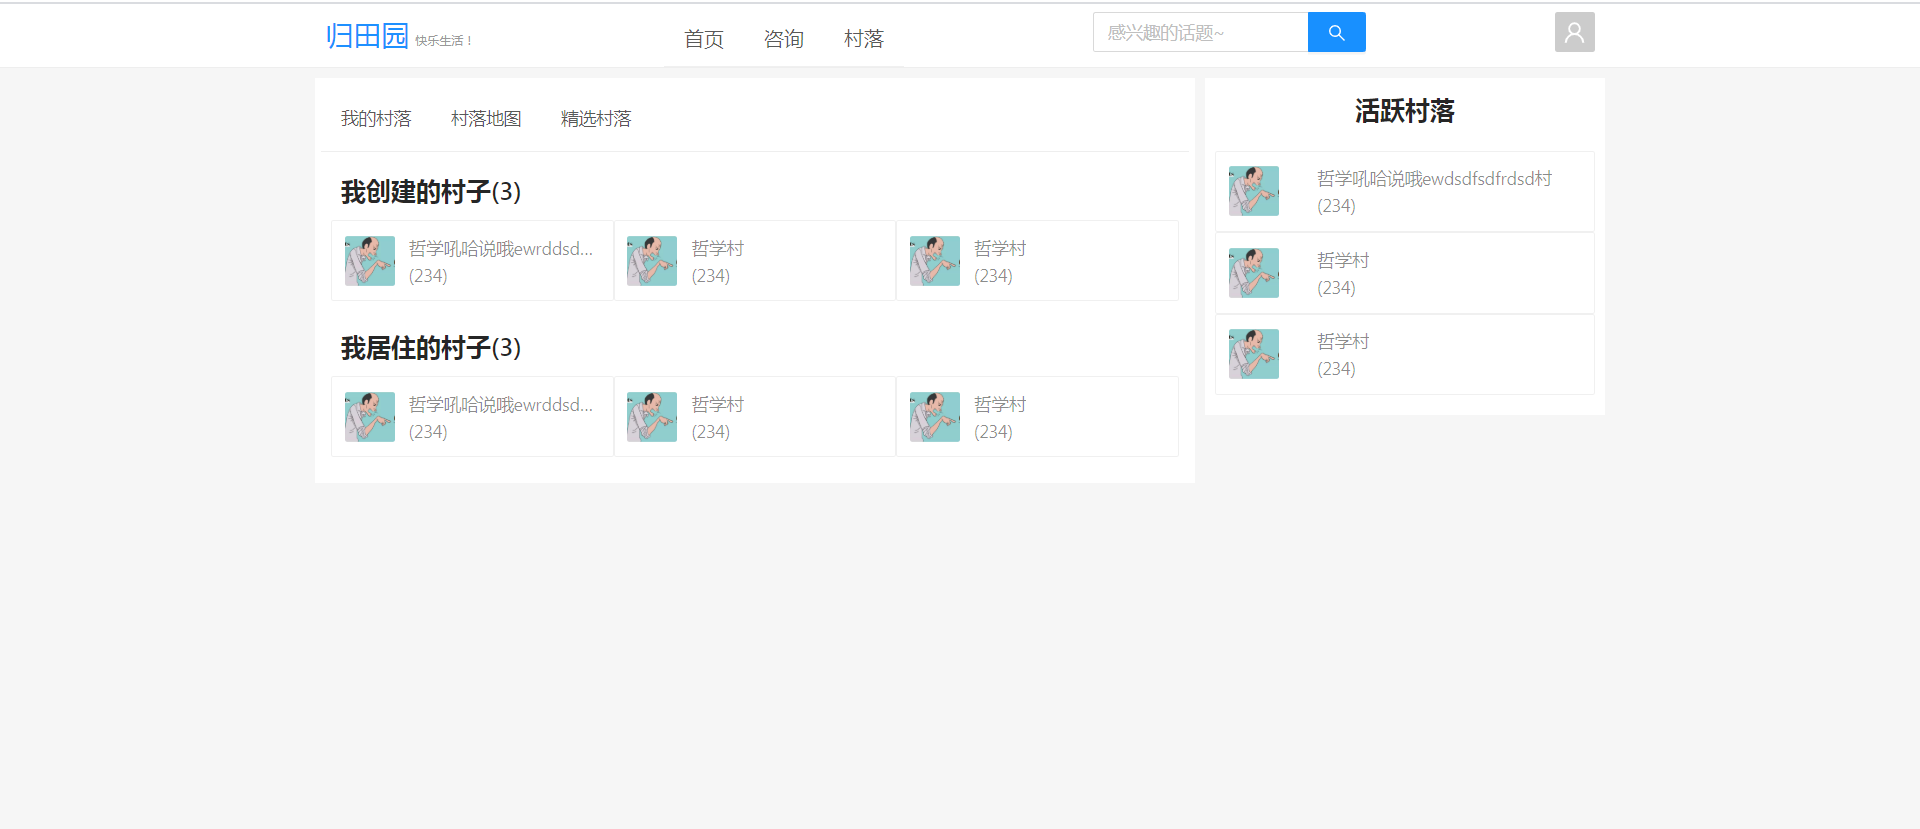 归田园 快乐生活！
首页 咨询 村落
感兴趣的话题~
我的村落 村落地图 精选村落
我创建的村子(3)
哲学吼哈说哦ewrddsd...
(234)
哲学村
(234)
哲学村
(234)
我居住的村子(3)
哲学吼哈说哦ewrddsd...
(234)
哲学村
(234)
哲学村
(234)
活跃村落
哲学吼哈说哦ewdsdfsdfrdsd村
(234)
哲学村
(234)
哲学村
(234)